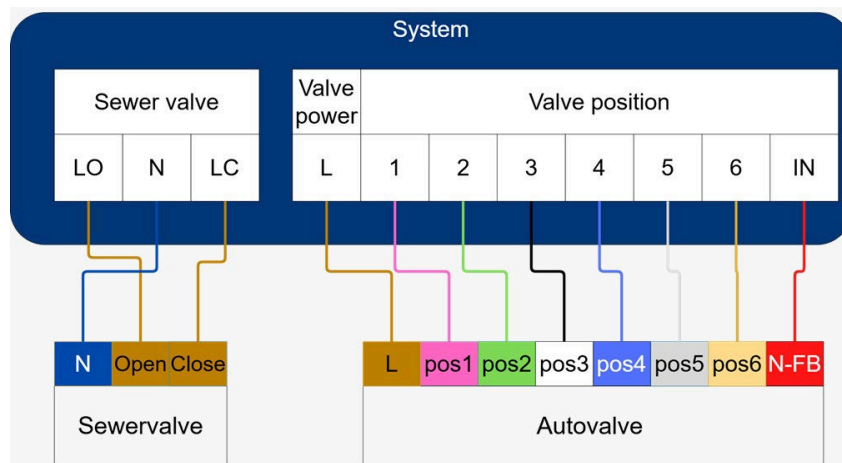 System
Sewer valve
Valve
power
Valve position
LO N LC L 1 2 3 4 5 6 IN
N Open Close L pos1 pos2 pos3 pos4 pos5 pos6 N-FB
Sewervalve Autovalve